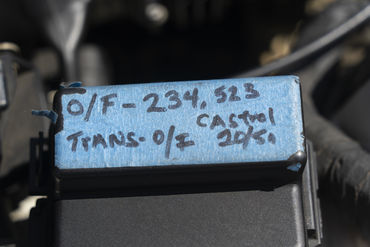 O/F - 234,523
Castrol
TRANS- O/F 20/50